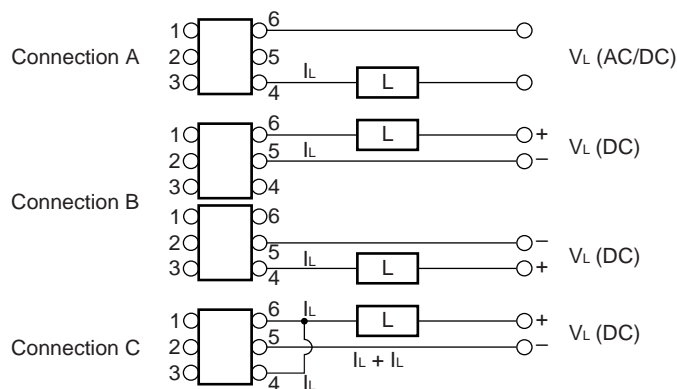 Connection A
1 6
2 5
3 4
IL L
VL (AC/DC)
Connection B
1 6
2 5
3 4
L +
IL −
VL (DC)
1 6
2 5
3 4
−
IL L +
VL (DC)
Connection C
1 6
2 5
3 4
IL L +
IL + IL −
IL
VL (DC)